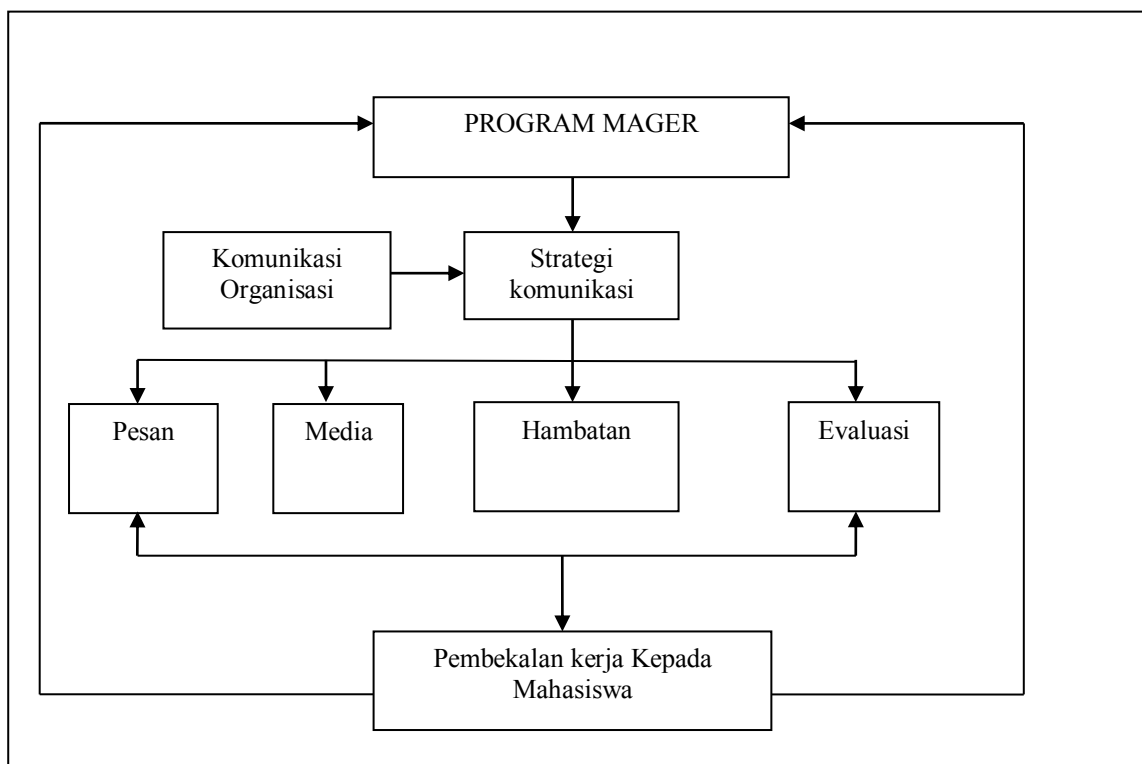 PROGRAM MAGER
Komunikasi
Organisasi
Strategi
komunikasi
Pesan
Media
Hambatan
Evaluasi
Pembekalan kerja Kepada
Mahasiswa